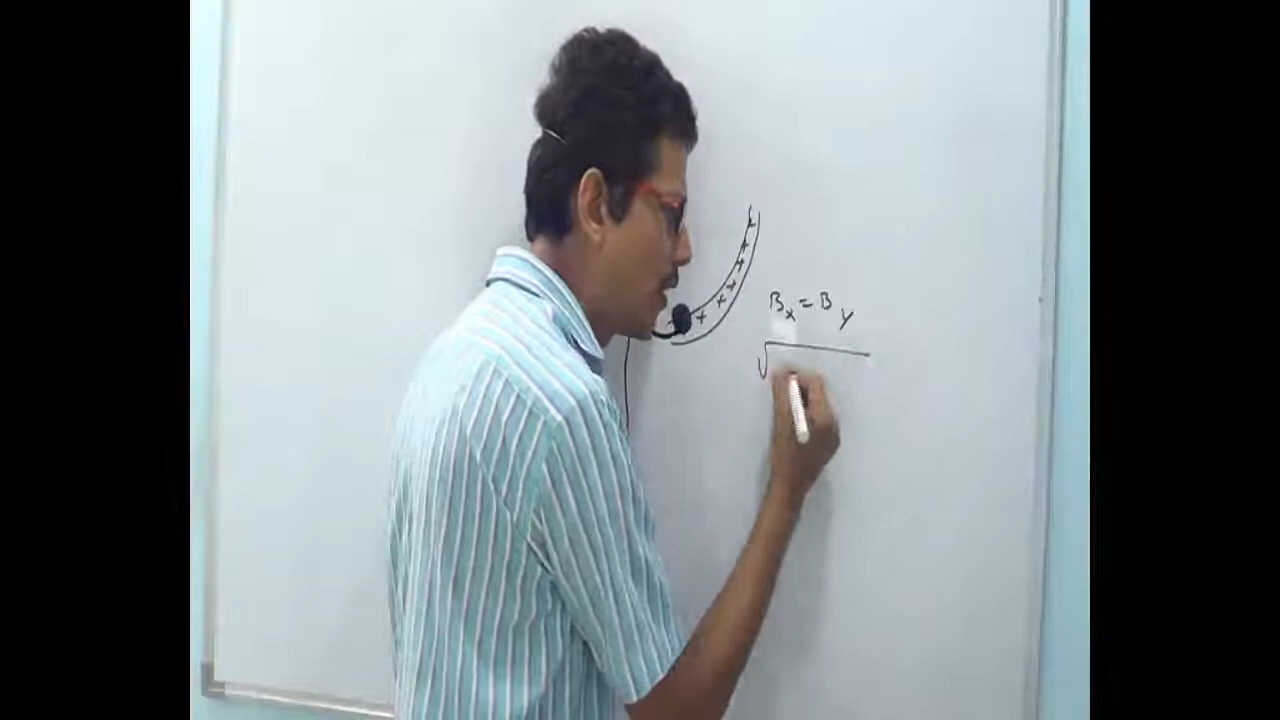 + + + + + + +
Bx = By
√